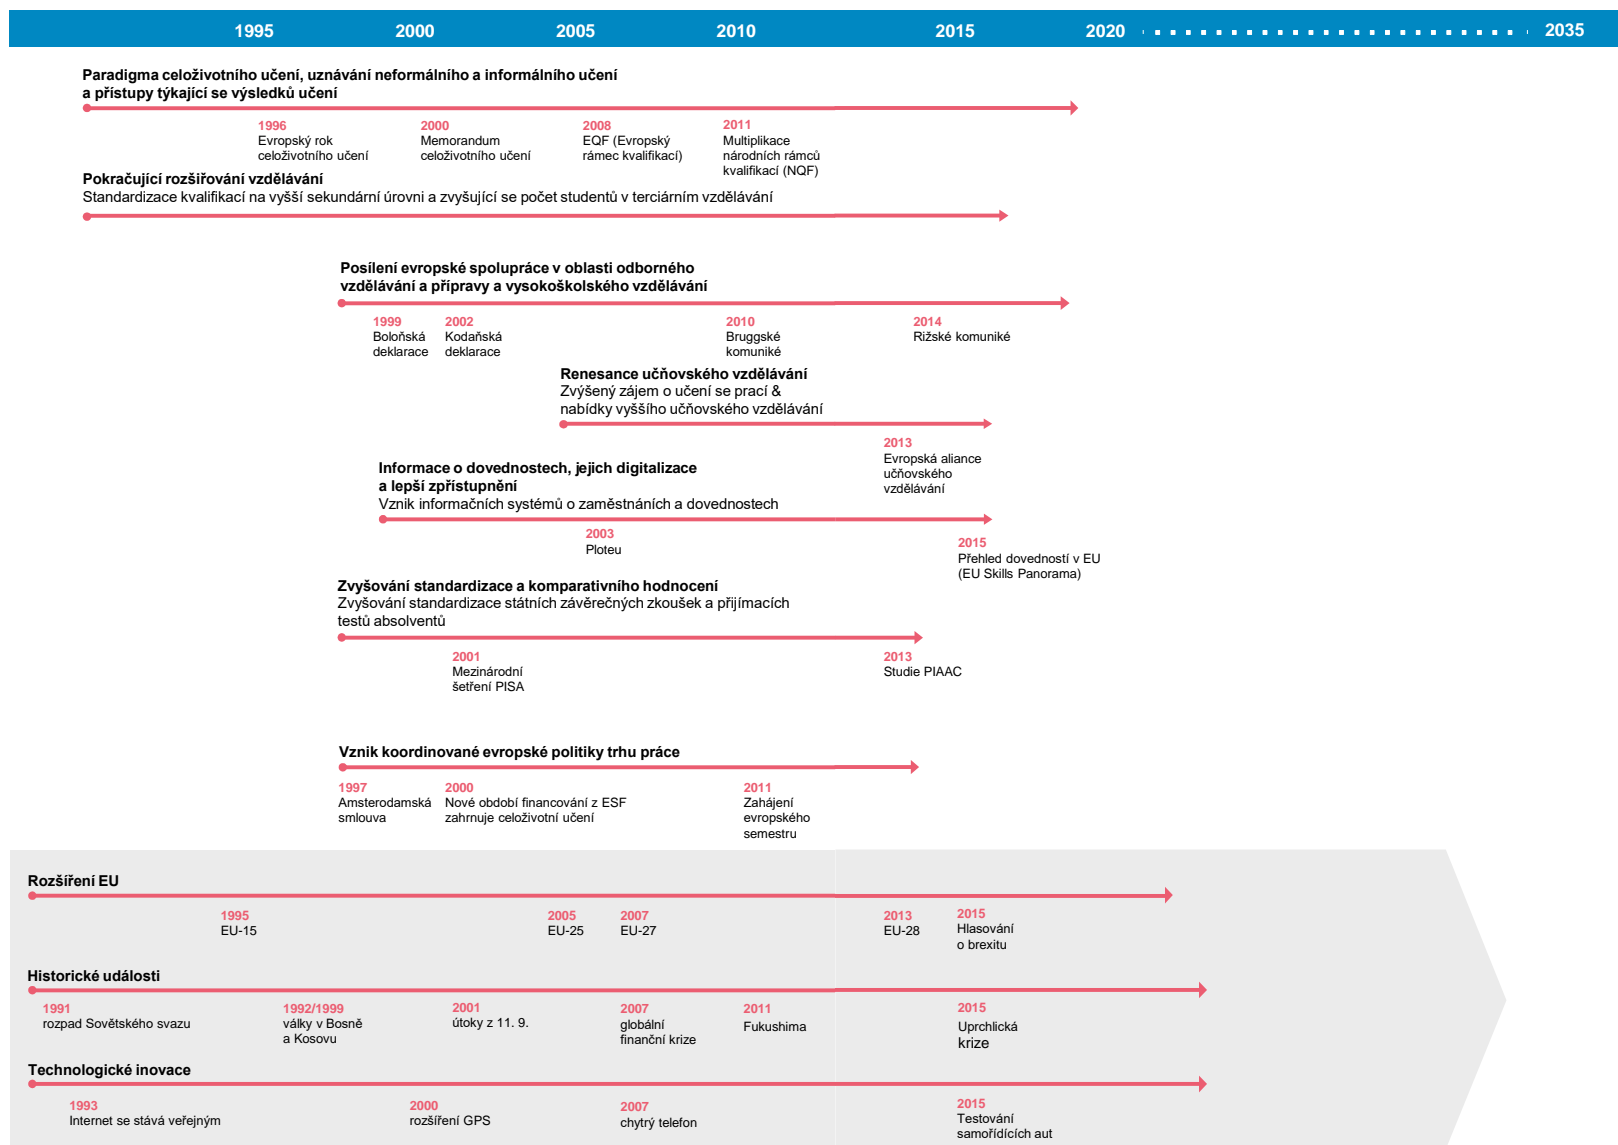 1995 2000 2005 2010 2015 2020 2035
Paradigma celoživotního učení, uznávání neformálního a informálního učení
a přístupy týkající se výsledků učení
1996
Evropský rok
celoživotního učení
2000
Memorandum
celoživotního učení
2008
EQF (Evropský
rámec kvalifikací)
2011
Multiplikace
národních rámců
kvalifikací (NQF)
Pokračující rozšiřování vzdělávání
Standardizace kvalifikací na vyšší sekundární úrovni a zvyšující se počet studentů v terciárním vzdělávání
Posílení evropské spolupráce v oblasti odborného
vzdělávání a přípravy a vysokoškolského vzdělávání
1999
Boloňská
deklarace
2002
Kodaňská
deklarace
2010
Bruggské
komuniké
2014
Rižské komuniké
Renesance učňovského vzdělávání
Zvýšený zájem o učení se prací &
nabídky vyššího učňovského vzdělávání
2013
Evropská aliance
učňovského
vzdělávání
Informace o dovednostech, jejich digitalizace
a lepší zpřístupnění
Vznik informačních systémů o zaměstnáních a dovednostech
2003
Ploteu
2015
Přehled dovedností v EU
(EU Skills Panorama)
Zvyšování standardizace a komparativního hodnocení
Zvyšování standardizace státních závěrečných zkoušek a přijímacích
testů absolventů
2001
Mezinárodní
šetření PISA
2013
Studie PIAAC
Vznik koordinované evropské politiky trhu práce
1997
Amsterodamská
smlouva
2000
Nové období financování z ESF
zahrnuje celoživotní učení
2011
Zahájení
evropského
semestru
Rozšíření EU
1995
EU-15
2005
EU-25
2007
EU-27
2013
EU-28
2015
Hlasování
o brexitu
Historické události
1991
rozpad Sovětského svazu
1992/1999
války v Bosně
a Kosovu
2001
útoky z 11. 9.
2007
globální
finanční krize
2011
Fukushima
2015
Uprchlická
krize
Technologické inovace
1993
Internet se stává veřejným
2000
rozšíření GPS
2007
chytrý telefon
2015
Testování
samořídících aut